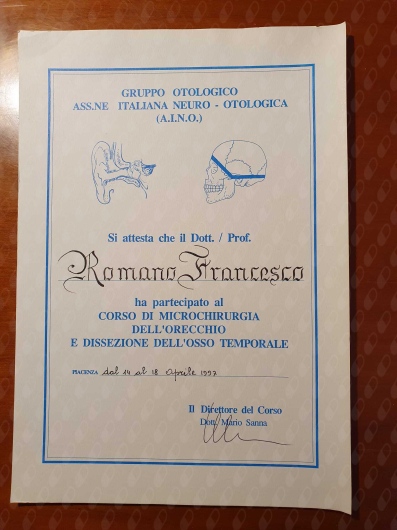 GRUPPO OTOLOGICO
ASS.NE ITALIANA NEURO - OTOLOGICA
(A.I.N.O.)
Si attesta che il Dott. / Prof.
Romano Francesco
ha partecipato al
CORSO DI MICROCHIRURGIA
DELL'ORECCHIO
E DISSEZIONE DELL'OSSO TEMPORALE
PIACENZA dal 14 al 18 aprile 1997
Il Direttore del Corso
Dott. Mario Sanna